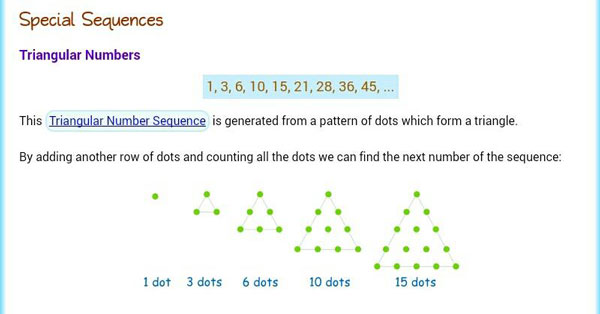 Special Sequences
Triangular Numbers
1, 3, 6, 10, 15, 21, 28, 36, 45, ...
This Triangular Number Sequence is generated from a pattern of dots which form a triangle.
By adding another row of dots and counting all the dots we can find the next number of the sequence:
1 dot 3 dots 6 dots 10 dots 15 dots